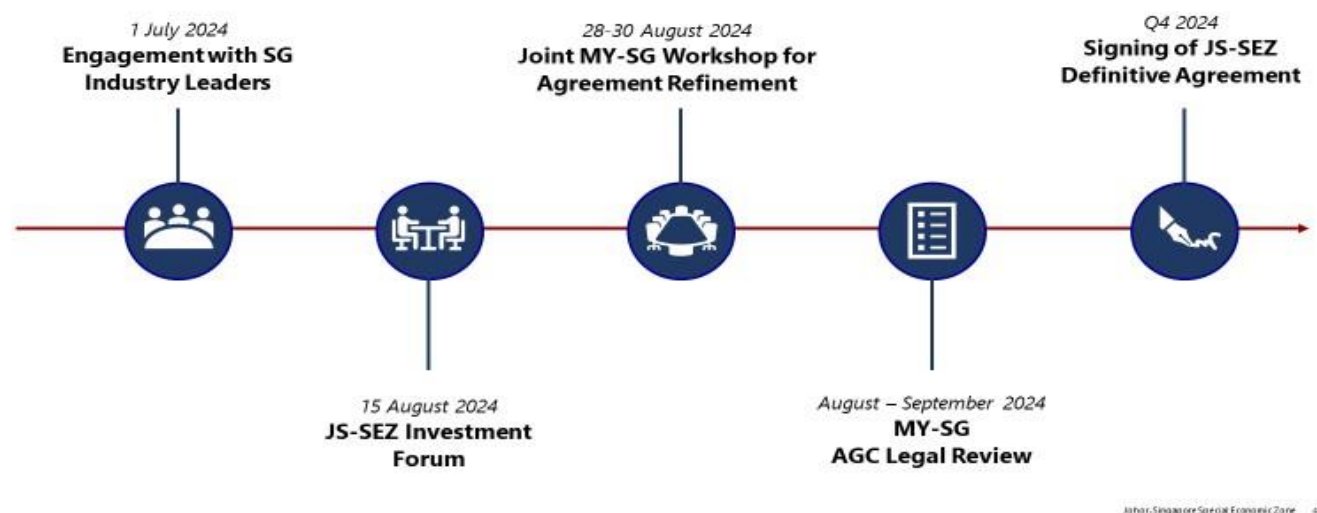 1 July 2024
Engagement with SG
Industry Leaders
15 August 2024
JS-SEZ Investment
Forum
28-30 August 2024
Joint MY-SG Workshop for
Agreement Refinement
August – September 2024
MY-SG
AGC Legal Review
Q4 2024
Signing of JS-SEZ
Definitive Agreement
Johor-Singapore Special Economic Zone 4